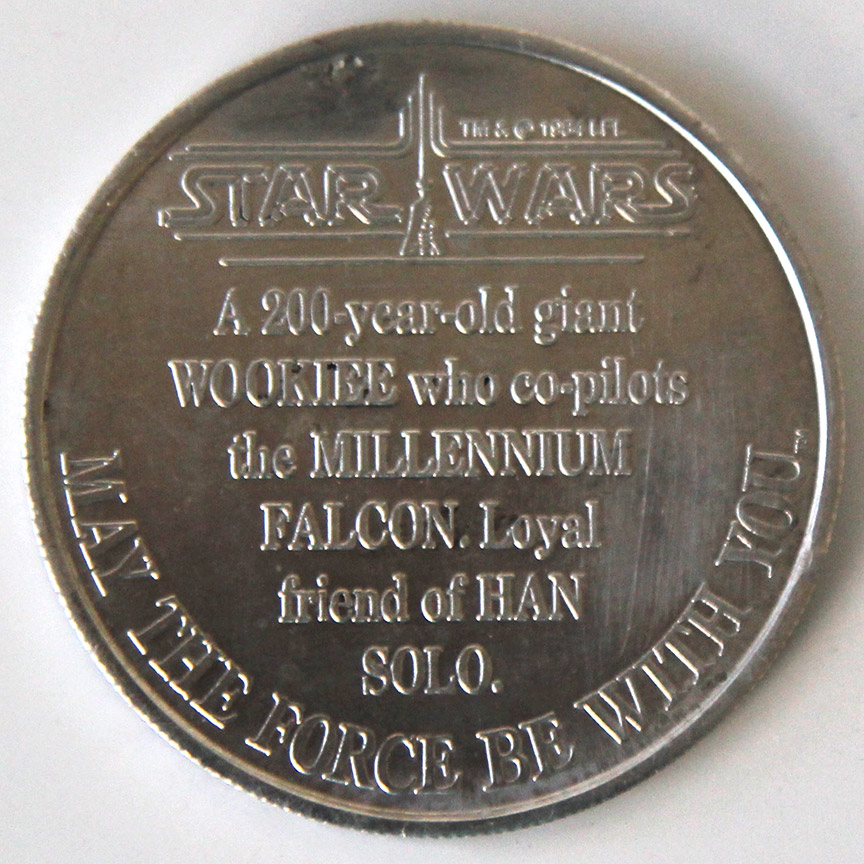 TM & © 1984 LFL
STAR WARS
A 200-year-old giant
WOOKIEE who co-pilots
the MILLENNIUM
FALCON. Loyal
friend of HAN
SOLO.
MAY THE FORCE BE WITH YOU.™